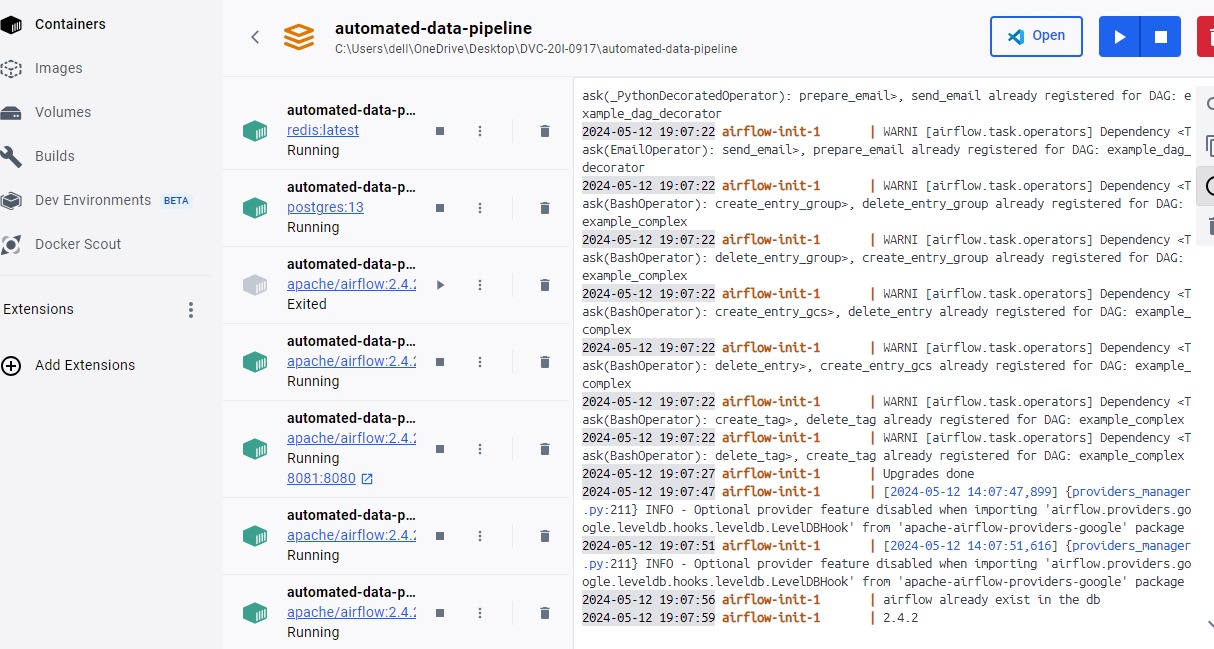 Containers
Images
Volumes
Builds
Dev Environments BETA
Docker Scout
Extensions
Add Extensions
automated-data-pipeline
C:\Users\dell\OneDrive\Desktop\DVC-20I-0917\automated-data-pipeline
Open
automated-data-p...
redis:latest
Running
automated-data-p...
postgres:13
Running
automated-data-p...
apache/airflow:2.4.2
Exited
automated-data-p...
apache/airflow:2.4.2
Running
automated-data-p...
apache/airflow:2.4.2
Running
8081:8080
automated-data-p...
apache/airflow:2.4.2
Running
automated-data-p...
apache/airflow:2.4.2
Running
ask(_PythonDecoratedOperator): prepare_email>, send_email already registered for DAG: e
xample_dag_decorator
2024-05-12 19:07:22 airflow-init-1 | WARNI [airflow.task.operators] Dependency <T
ask(EmailOperator): send_email>, prepare_email already registered for DAG: example_dag_
decorator
2024-05-12 19:07:22 airflow-init-1 | WARNI [airflow.task.operators] Dependency <T
ask(BashOperator): create_entry_group>, delete_entry_group already registered for DAG:
example_complex
2024-05-12 19:07:22 airflow-init-1 | WARNI [airflow.task.operators] Dependency <T
ask(BashOperator): delete_entry_group>, create_entry_group already registered for DAG:
example_complex
2024-05-12 19:07:22 airflow-init-1 | WARNI [airflow.task.operators] Dependency <T
ask(BashOperator): create_entry_gcs>, delete_entry already registered for DAG: example_
complex
2024-05-12 19:07:22 airflow-init-1 | WARNI [airflow.task.operators] Dependency <T
ask(BashOperator): delete_entry>, create_entry_gcs already registered for DAG: example_
complex
2024-05-12 19:07:22 airflow-init-1 | WARNI [airflow.task.operators] Dependency <T
ask(BashOperator): create_tag>, delete_tag already registered for DAG: example_complex
2024-05-12 19:07:22 airflow-init-1 | WARNI [airflow.task.operators] Dependency <T
ask(BashOperator): delete_tag>, create_tag already registered for DAG: example_complex
2024-05-12 19:07:27 airflow-init-1 | Upgrades done
2024-05-12 19:07:47 airflow-init-1 | [2024-05-12 14:07:47,899] {providers_manager
.py:211} INFO - Optional provider feature disabled when importing 'airflow.providers.go
ogle.leveldb.hooks.leveldb.LevelDBHook' from 'apache-airflow-providers-google' package
2024-05-12 19:07:51 airflow-init-1 | [2024-05-12 14:07:51,616] {providers_manager
.py:211} INFO - Optional provider feature disabled when importing 'airflow.providers.go
ogle.leveldb.hooks.leveldb.LevelDBHook' from 'apache-airflow-providers-google' package
2024-05-12 19:07:56 airflow-init-1 | airflow already exist in the db
2024-05-12 19:07:59 airflow-init-1 | 2.4.2